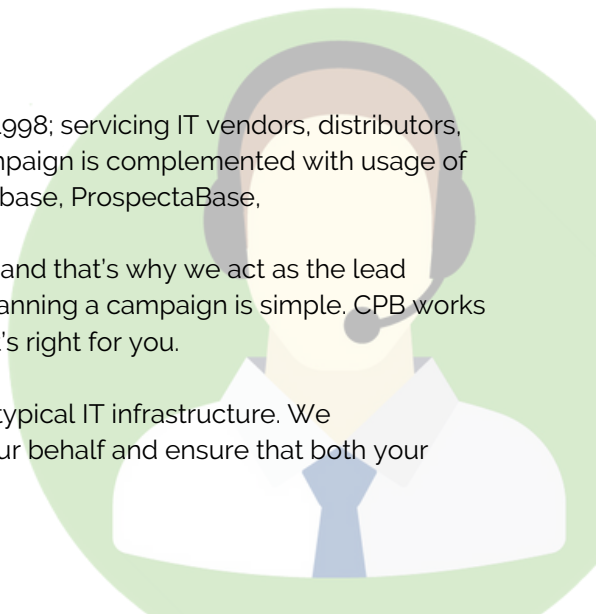 1998; servicing IT vendors, distributors,
mpaign is complemented with usage of
base, ProspectaBase,
and that's why we act as the lead
anning a campaign is simple. CPB works
's right for you.
typical IT infrastructure. We
ur behalf and ensure that both your